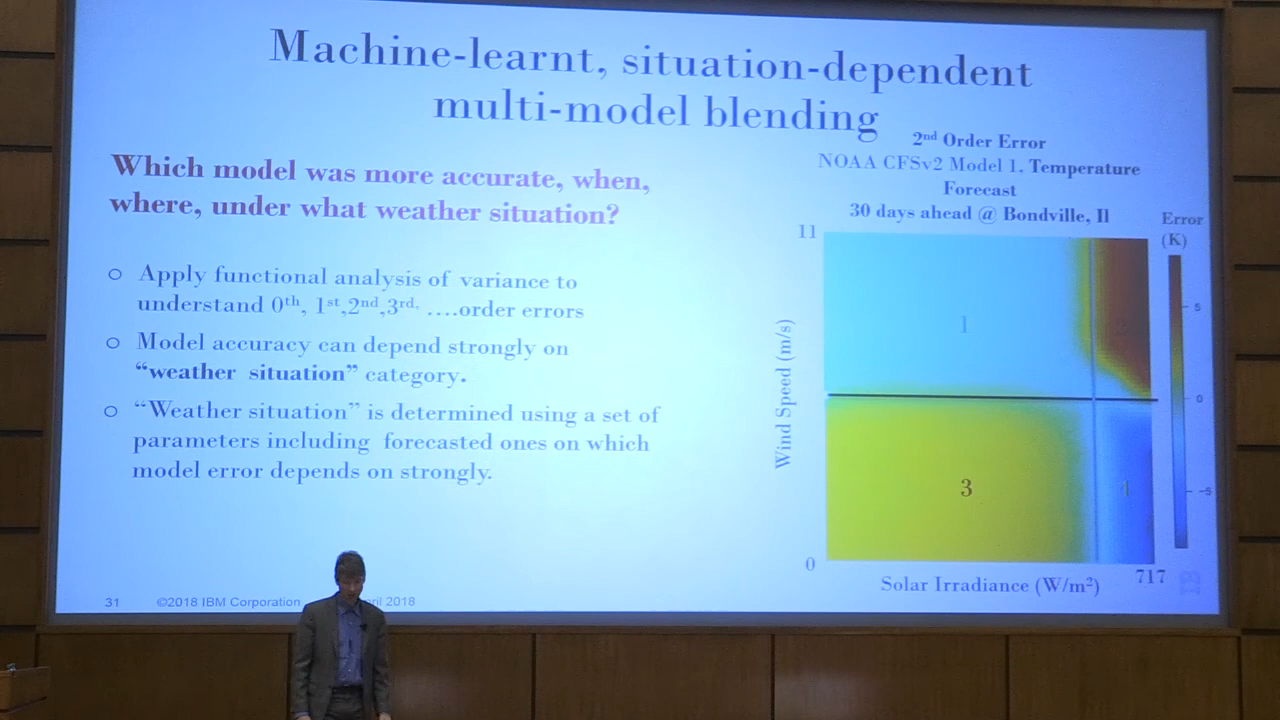 Machine-learnt, situation-dependent
multi-model blending
Which model was more accurate, when,
where, under what weather situation?
○ Apply functional analysis of variance to
understand 0th, 1st,2nd,3rd, ....order errors
○ Model accuracy can depend strongly on
“weather situation” category.
○ “Weather situation” is determined using a set of
parameters including forecasted ones on which
model error depends on strongly.
2nd Order Error
NOAA CFSv2 Model 1, Temperature
Forecast
30 days ahead @ Bondville, Il
Error
(K)
11
Wind Speed (m/s)
0
1
3
1
5
0
-5
Solar Irradiance (W/m²)
717
31 ©2018 IBM Corporation ril 2018